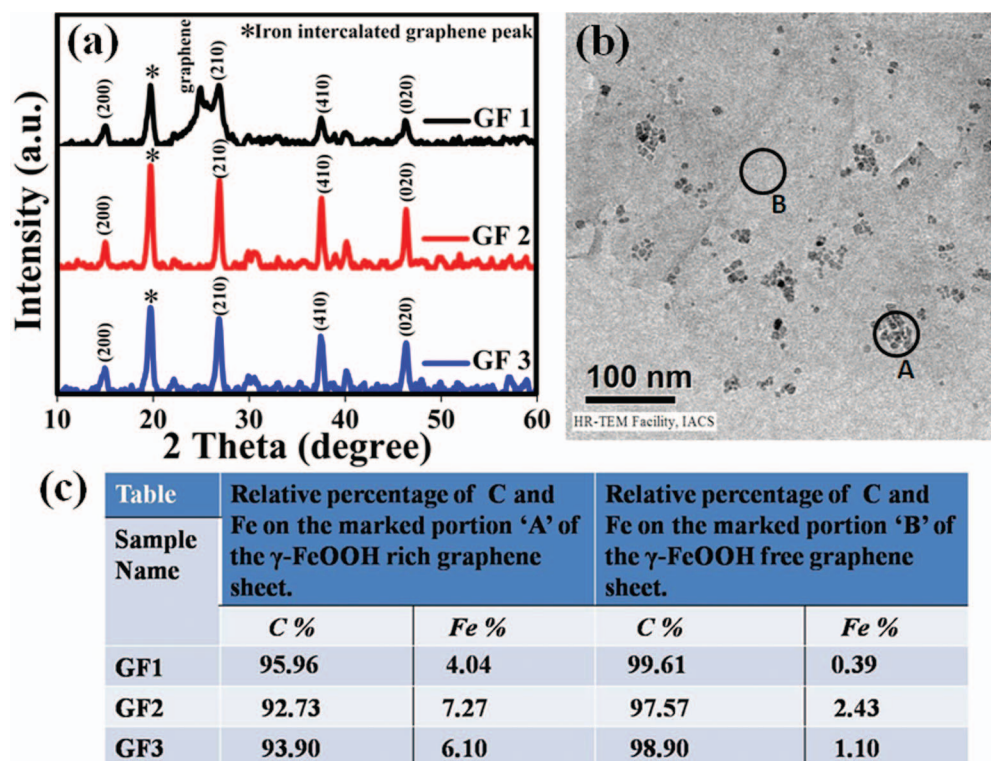 (a)
*Iron intercalated graphene peak
Intensity (a.u.)
(200)
*
graphene
(210)
(410)
(020)
GF 1
(200)
*
(210)
(410)
(020)
GF 2
(200)
*
(210)
(410)
(020)
GF 3
10 20 30 40 50 60
2 Theta (degree)
(b)
B
A
100 nm
HR-TEM Facility, IACS
(c)
Table
Sample
Name
Relative percentage of C and
Fe on the marked portion ‘A’ of
the γ-FeOOH rich graphene
sheet.
Relative percentage of C and
Fe on the marked portion ‘B’ of
the γ-FeOOH free graphene
sheet.
C % Fe % C % Fe %
GF1 95.96 4.04 99.61 0.39
GF2 92.73 7.27 97.57 2.43
GF3 93.90 6.10 98.90 1.10